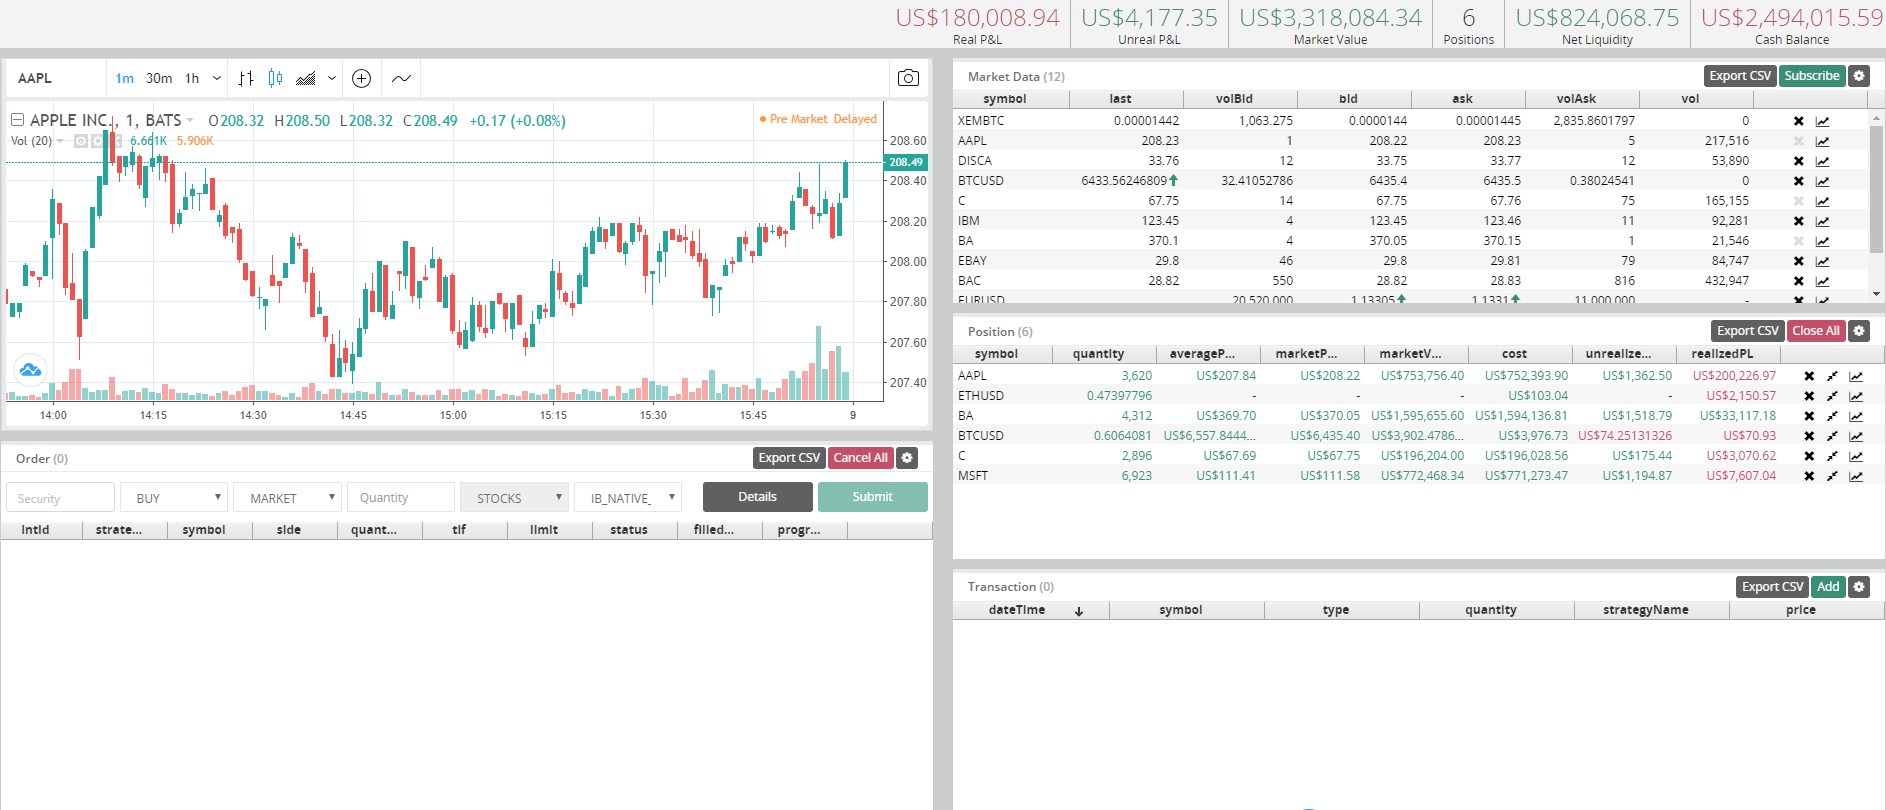 US$180,008.94 US$4,177.35 US$3,318,084.34 6 US$824,068.75 US$2,494,015.59
Real P&L Unreal P&L Market Value Positions Net Liquidity Cash Balance
AAPL 1m 30m 1h
APPLE INC., 1, BATS O208.32 H208.50 L208.32 C208.49 +0.17 (+0.08%) Pre Market Delayed
Vol (20) 6.661K 5.906K
208.60
208.49
208.40
208.20
208.00
207.80
207.60
207.40
14:00 14:15 14:30 14:45 15:00 15:15 15:30 15:45 9
Order (0) Export CSV Cancel All
Security BUY MARKET Quantity STOCKS IB_NATIVE_ Details Submit
intId strate... symbol side quant... tif limit status filled... progr...
Market Data (12) Export CSV Subscribe
symbol last volBid bid ask volAsk vol
XEMBTC 0.00001442 1,063.275 0.0000144 0.00001445 2,835.8601797 0
AAPL 208.23 1 208.22 208.23 5 217,516
DISCA 33.76 12 33.75 33.77 12 53,890
BTCUSD 6433.56246809 32.41052786 6435.4 6435.5 0.38024541 0
C 67.75 14 67.75 67.76 75 165,155
IBM 123.45 4 123.45 123.46 11 92,281
BA 370.1 4 370.05 370.15 1 21,546
EBAY 29.8 46 29.8 29.81 79 84,747
BAC 28.82 550 28.82 28.83 816 432,947
EURUSD 20,520,000 1.13305 1.1331 11,000,000 -
Position (6) Export CSV Close All
symbol quantity averageP... marketP... marketV... cost unrealize... realizedPL
AAPL 3,620 US$207.84 US$208.22 US$753,756.40 US$752,393.90 US$1,362.50 US$200,226.97
ETHUSD 0.47397796 - - - US$103.04 - US$2,150.57
BA 4,312 US$369.70 US$370.05 US$1,595,655.60 US$1,594,136.81 US$1,518.79 US$33,117.18
BTCUSD 0.6064081 US$6,557.8444... US$6,435.40 US$3,902.4786... US$3,976.73 US$74.25131326 US$70.93
C 2,896 US$67.69 US$67.75 US$196,204.00 US$196,028.56 US$175.44 US$3,070.62
MSFT 6,923 US$111.41 US$111.58 US$772,468.34 US$771,273.47 US$1,194.87 US$7,607.04
Transaction (0) Export CSV Add
dateTime symbol type quantity strategyName price